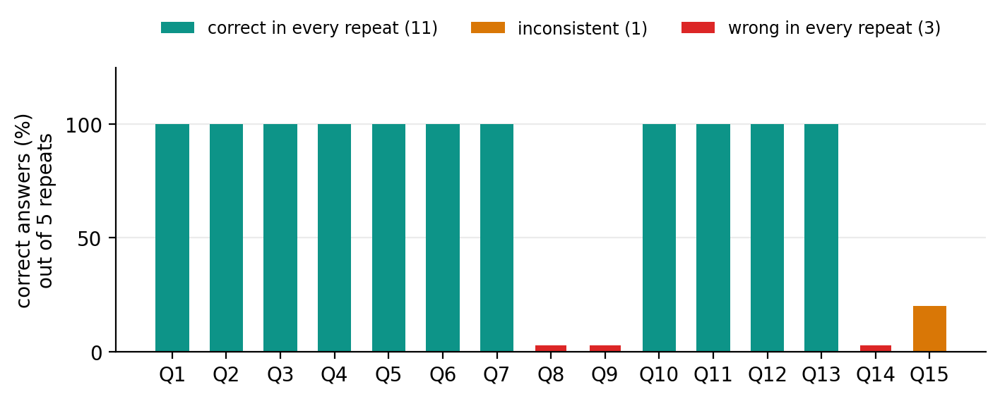 correct in every repeat (11) inconsistent (1) wrong in every repeat (3)
correct answers (%)
out of 5 repeats
100
50
0
Q1 Q2 Q3 Q4 Q5 Q6 Q7 Q8 Q9 Q10 Q11 Q12 Q13 Q14 Q15